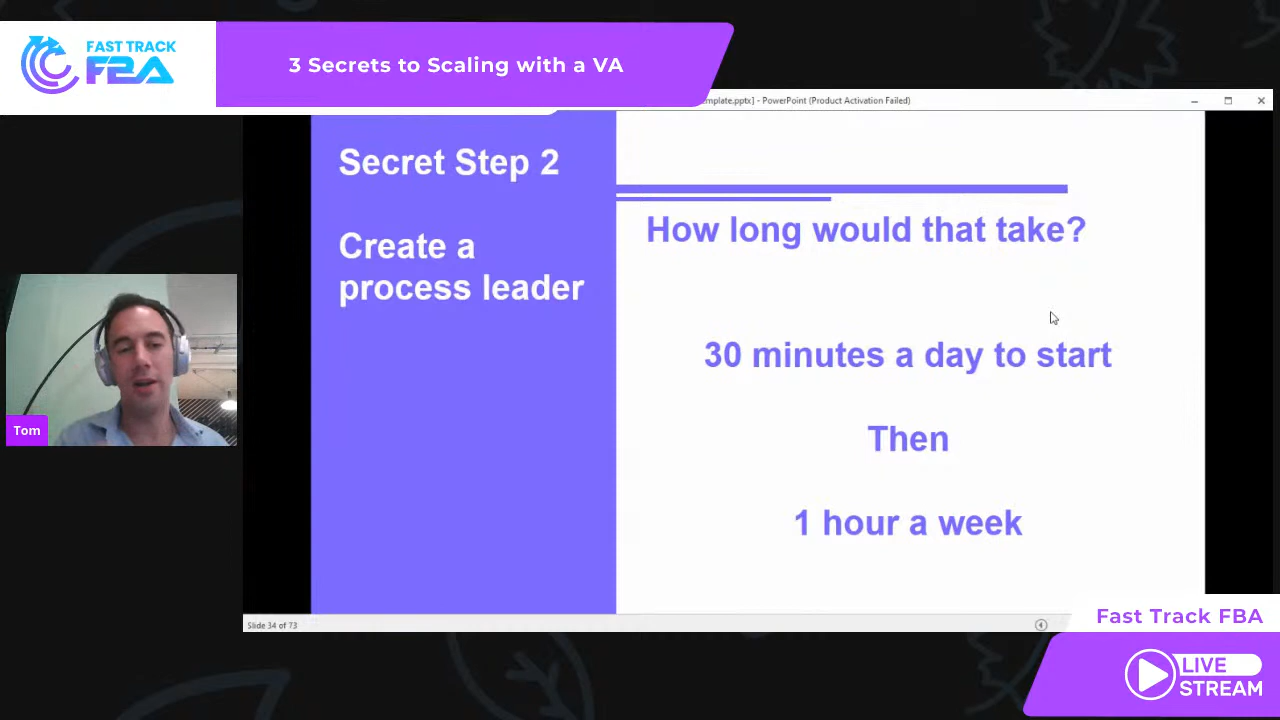 FAST TRACK
FBA
3 Secrets to Scaling with a VA
emplate.pptx] - PowerPoint (Product Activation Failed)
Secret Step 2
Create a
process leader
How long would that take?
30 minutes a day to start
Then
1 hour a week
Tom
Slide 34 of 73
Fast Track FBA
LIVE
STREAM